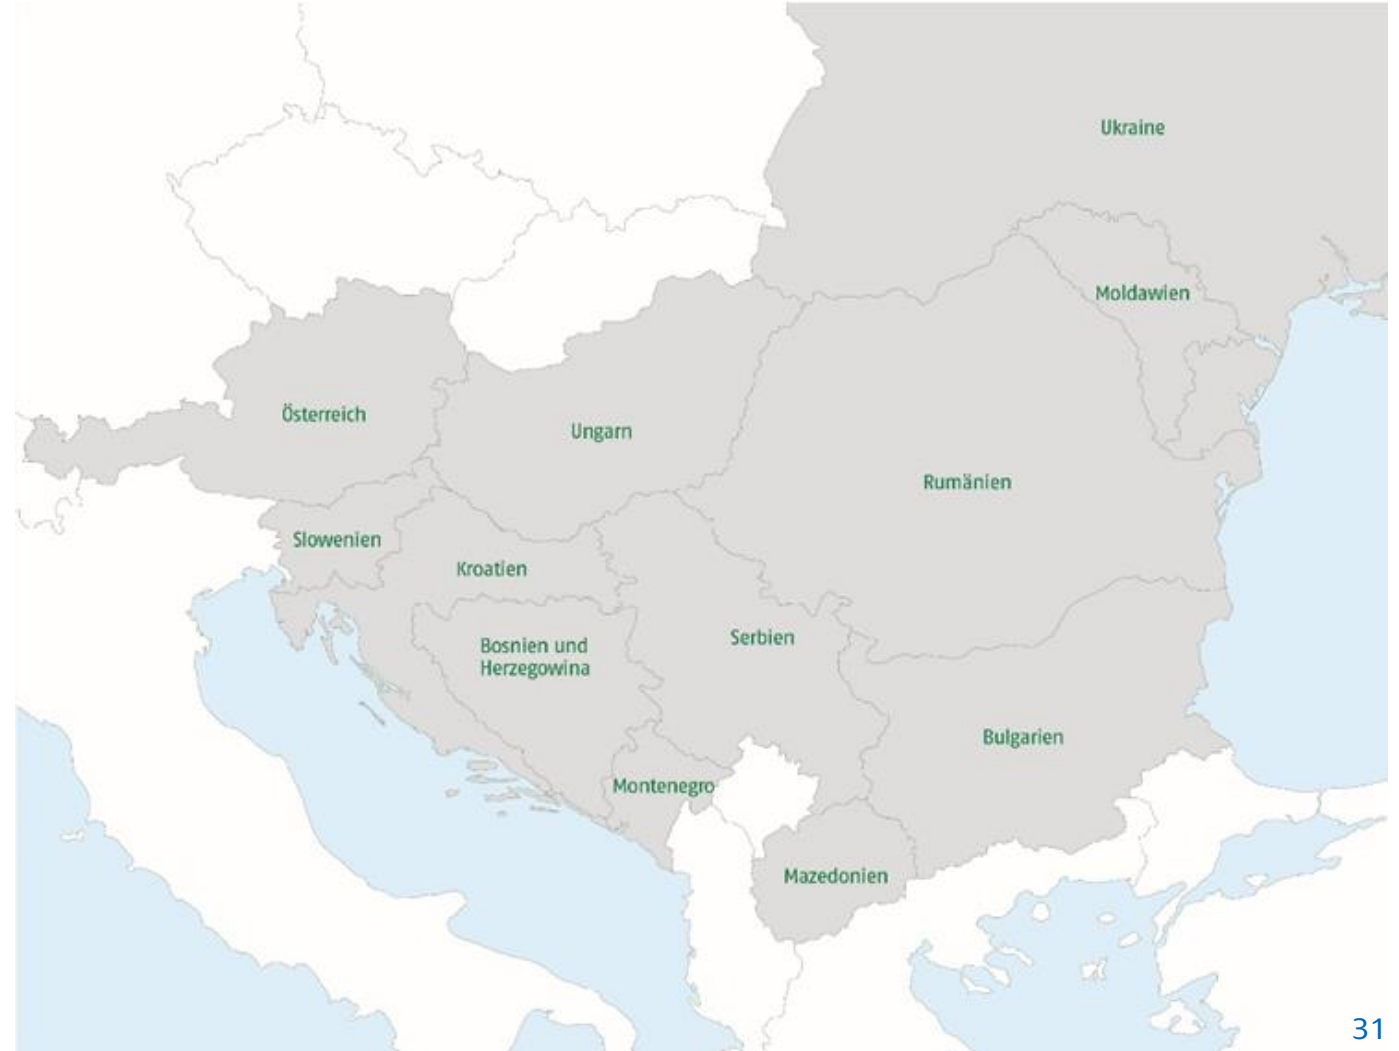 Ukraine
Moldawien
Österreich
Ungarn
Rumänien
Slowenien
Kroatien
Bosnien und
Herzegowina
Serbien
Bulgarien
Montenegro
Mazedonien
31